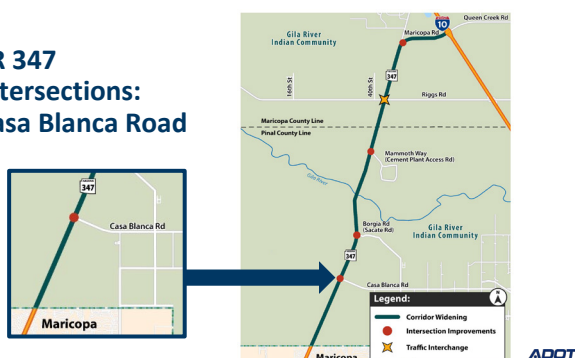 R 347
tersections:
asa Blanca Road
347
Casa Blanca Rd
Maricopa
Queen Creek Rd
10
Maricopa Rd
Gila River
Indian Community
347
16th St
40th St
Riggs Rd
Maricopa County Line
Pinal County Line
Mammoth Way
(Cement Plant Access Rd)
Gila River
Borgia Rd
(Sacate Rd)
Gila River
Indian Community
347
Casa Blanca Rd
Legend:
N
Corridor Widening
Intersection Improvements
Traffic Interchange
Maricopa
ADOT